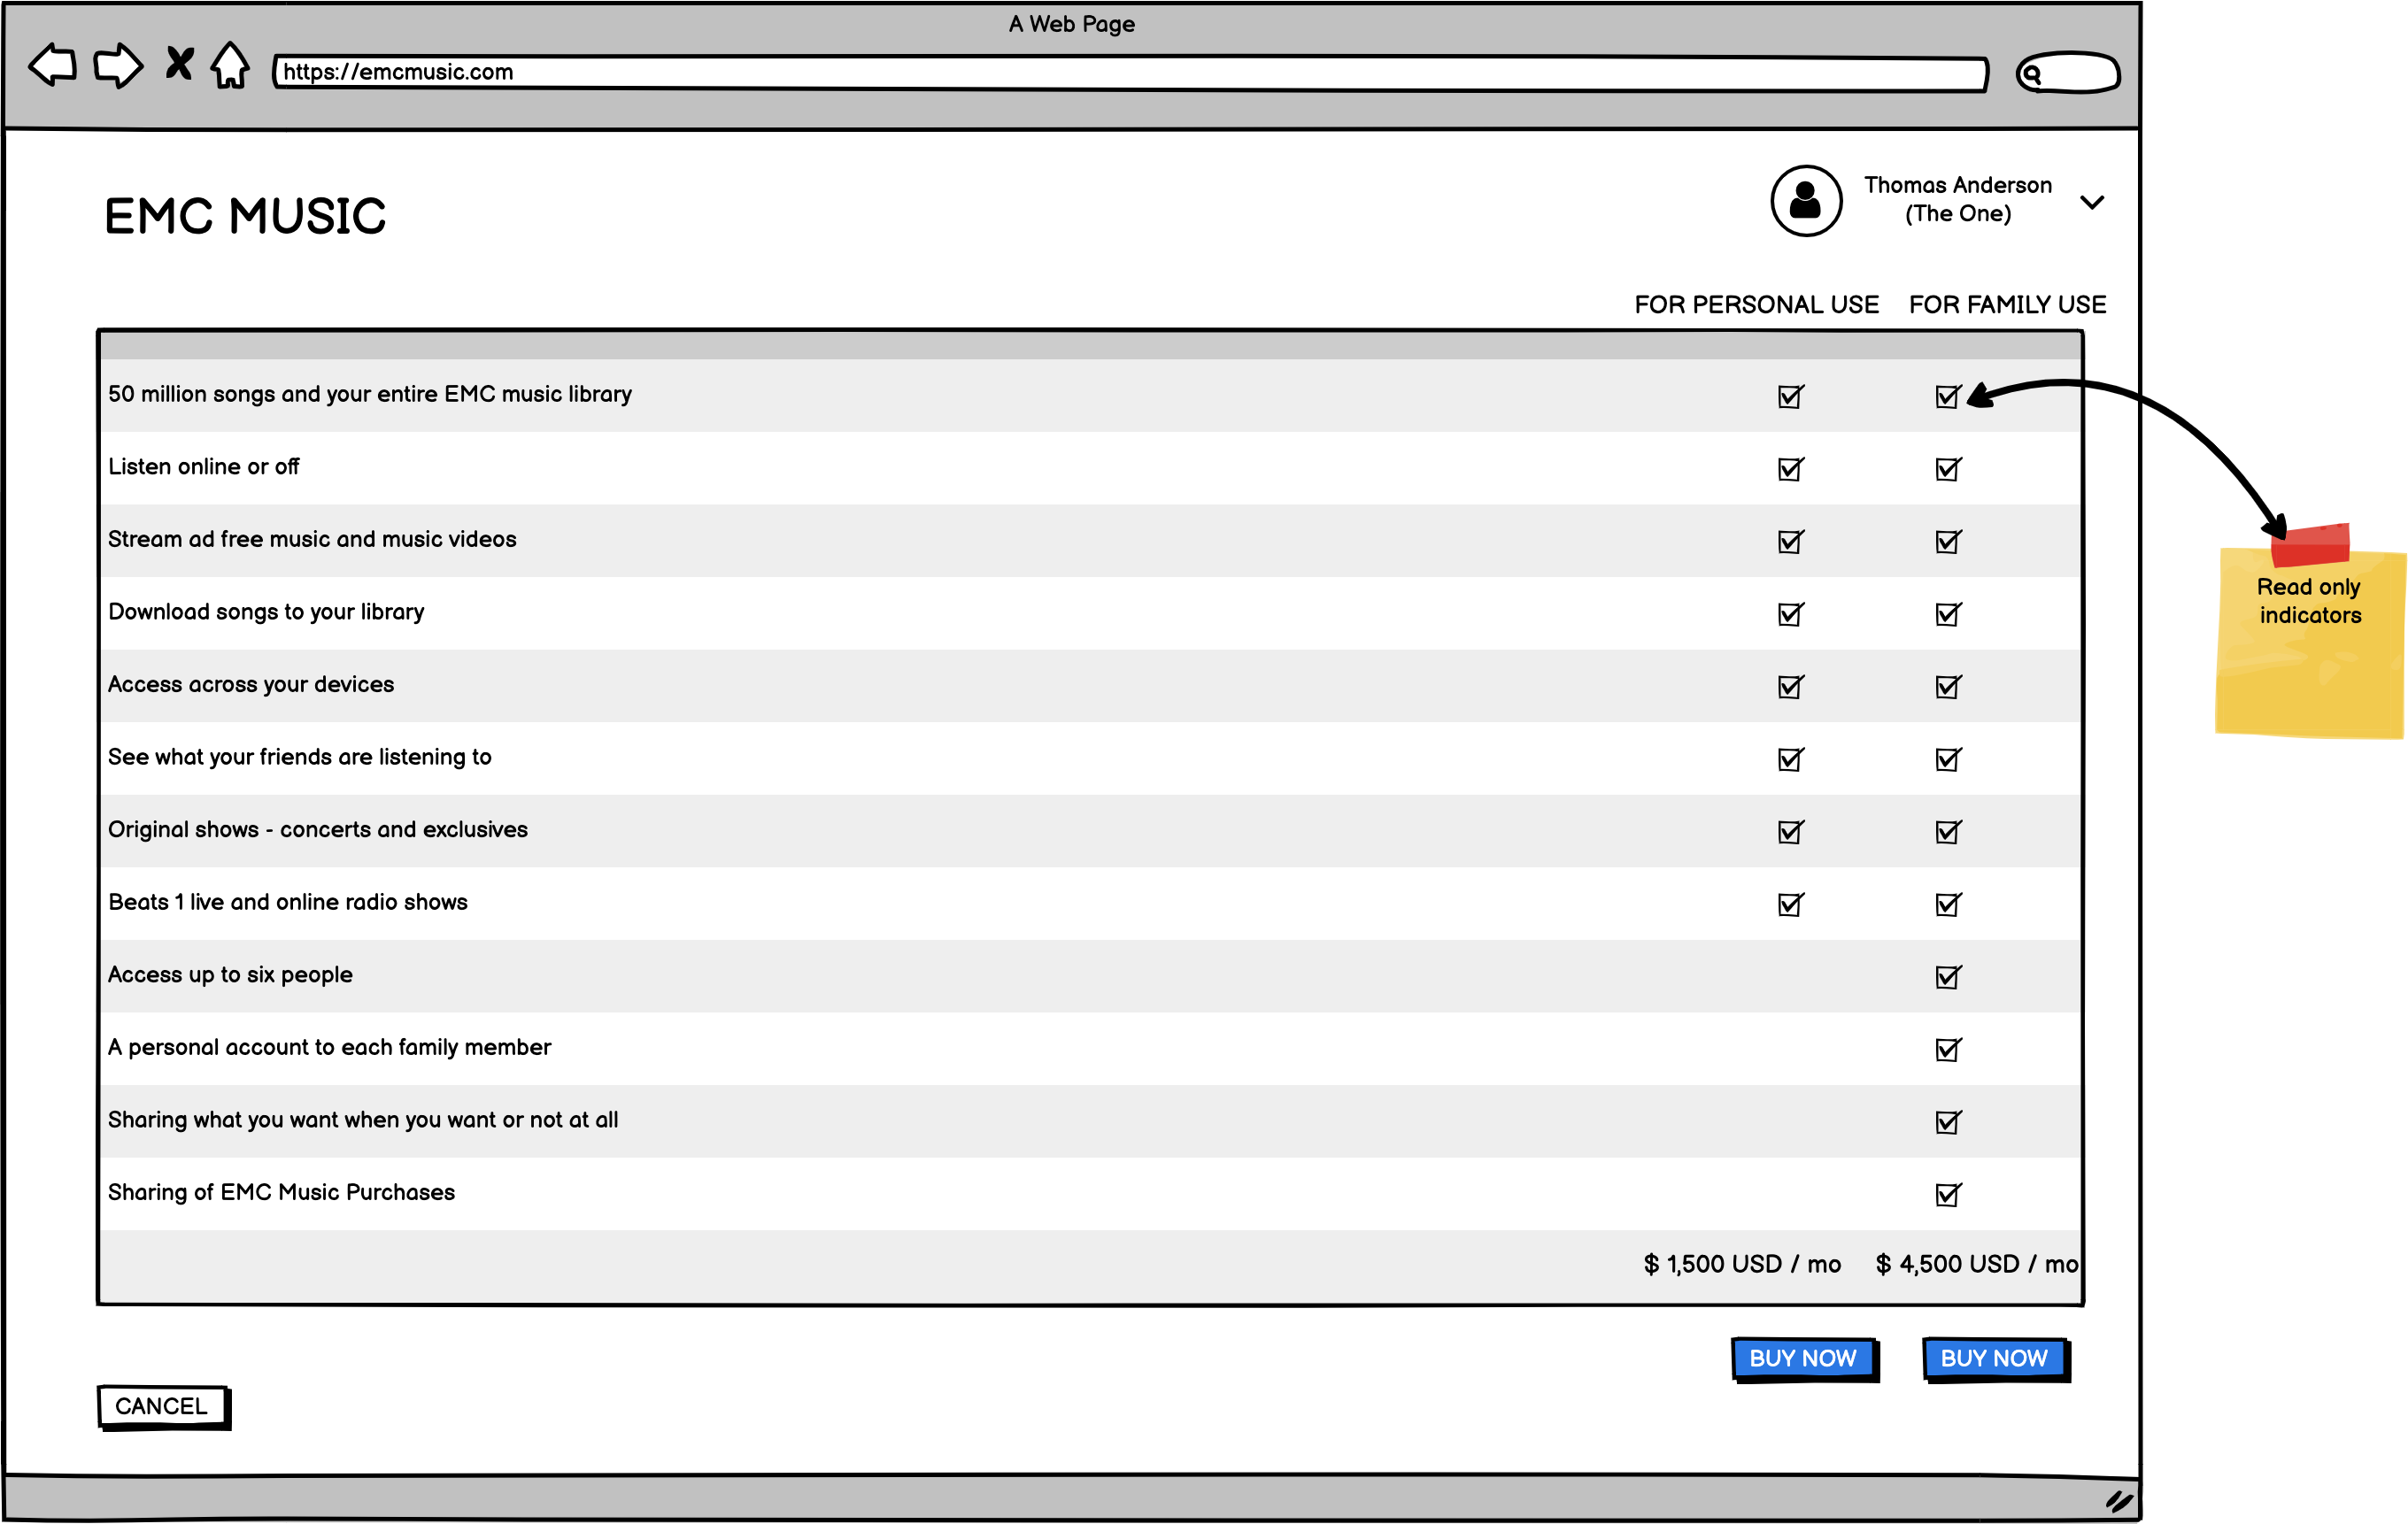 A Web Page
https://emcmusic.com
EMC MUSIC
Thomas Anderson
(The One)
FOR PERSONAL USE FOR FAMILY USE
50 million songs and your entire EMC music library
Listen online or off
Stream ad free music and music videos
Download songs to your library
Access across your devices
See what your friends are listening to
Original shows - concerts and exclusives
Beats 1 live and online radio shows
Access up to six people
A personal account to each family member
Sharing what you want when you want or not at all
Sharing of EMC Music Purchases
$ 1,500 USD / mo $ 4,500 USD / mo
BUY NOW BUY NOW
CANCEL
Read only
indicators